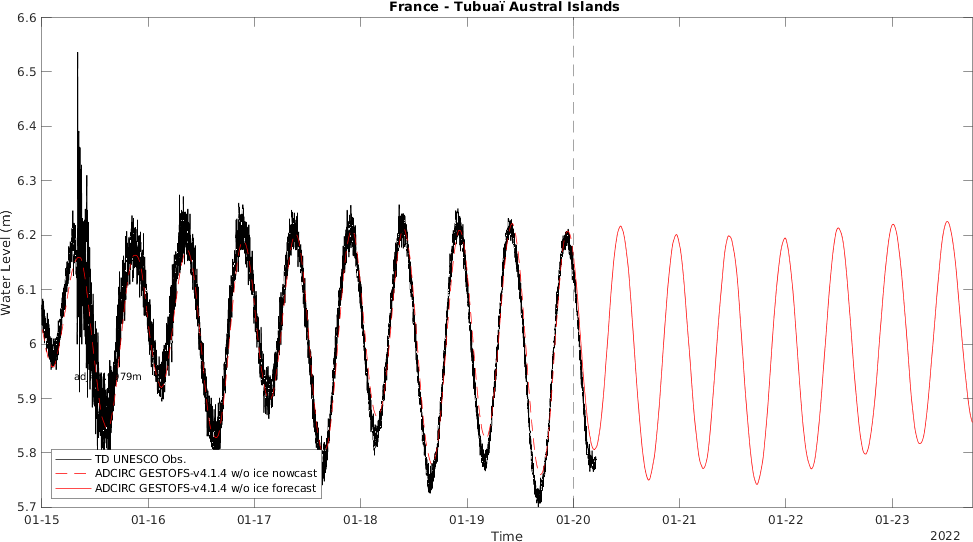 France - Tubuaï Austral Islands
Water Level (m)
6.6
6.5
6.4
6.3
6.2
6.1
6
5.9
5.8
5.7
79m
TD UNESCO Obs.
ADCIRC GESTOFS-v4.1.4 w/o ice nowcast
ADCIRC GESTOFS-v4.1.4 w/o ice forecast
01-15 01-16 01-17 01-18 01-19 01-20 01-21 01-22 01-23
Time
2022